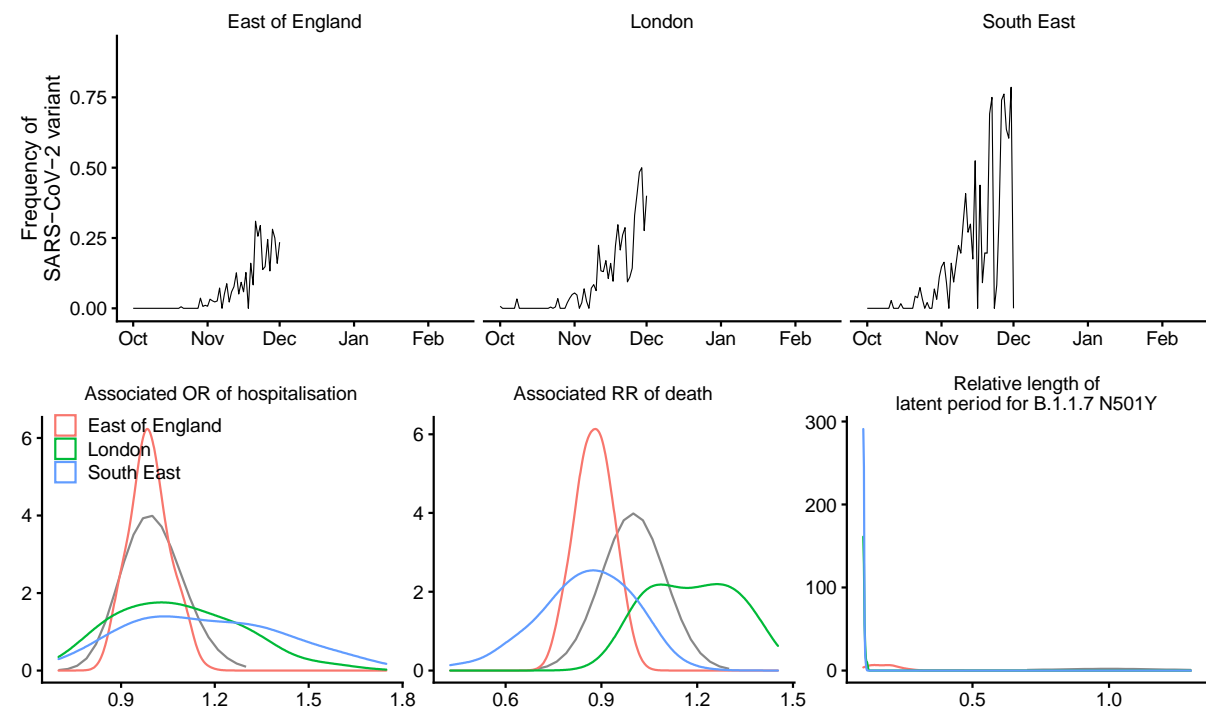 East of England
London
South East
Frequency of
SARS−CoV−2 variant
0.75
0.50
0.25
0.00
Oct Nov Dec Jan Feb
Oct Nov Dec Jan Feb
Oct Nov Dec Jan Feb
Associated OR of hospitalisation
East of England
London
South East
6
4
2
0
0.9 1.2 1.5 1.8
Associated RR of death
6
4
2
0
0.6 0.9 1.2 1.5
Relative length of
latent period for B.1.1.7 N501Y
300
200
100
0
0.5 1.0